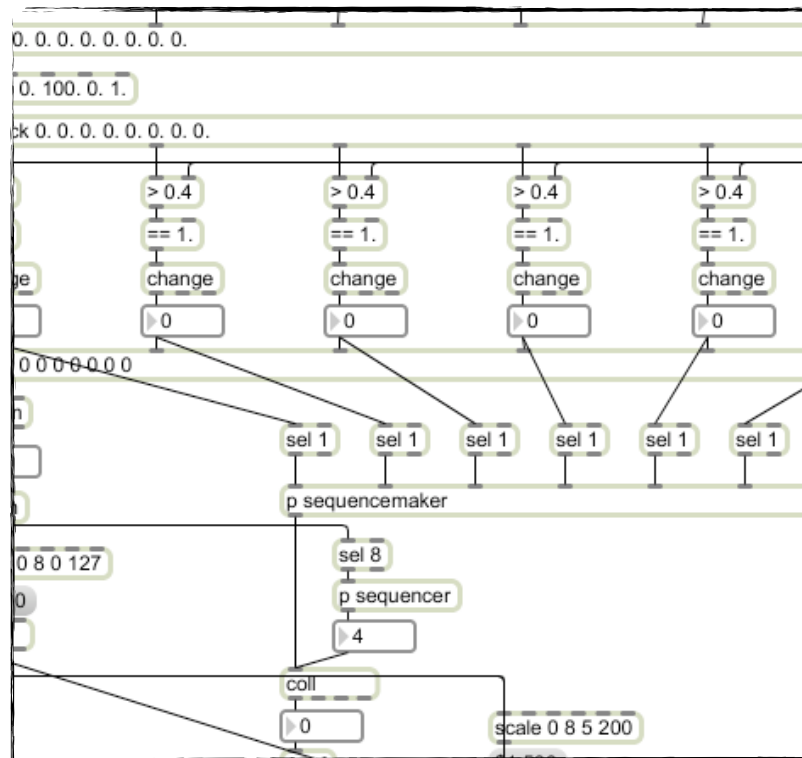 0. 0. 0. 0. 0. 0. 0. 0. 0.
0. 100. 0. 1.
ck 0. 0. 0. 0. 0. 0. 0. 0. 0.
> 0.4 > 0.4 > 0.4 > 0.4
== 1. == 1. == 1. == 1.
ge change change change change
0 0 0 0
0 0 0 0 0 0 0
n
sel 1 sel 1 sel 1 sel 1 sel 1 sel 1
p sequencemaker
sel 8
0 8 0 127
p sequencer
0
4
coll
0
scale 0 8 5 200